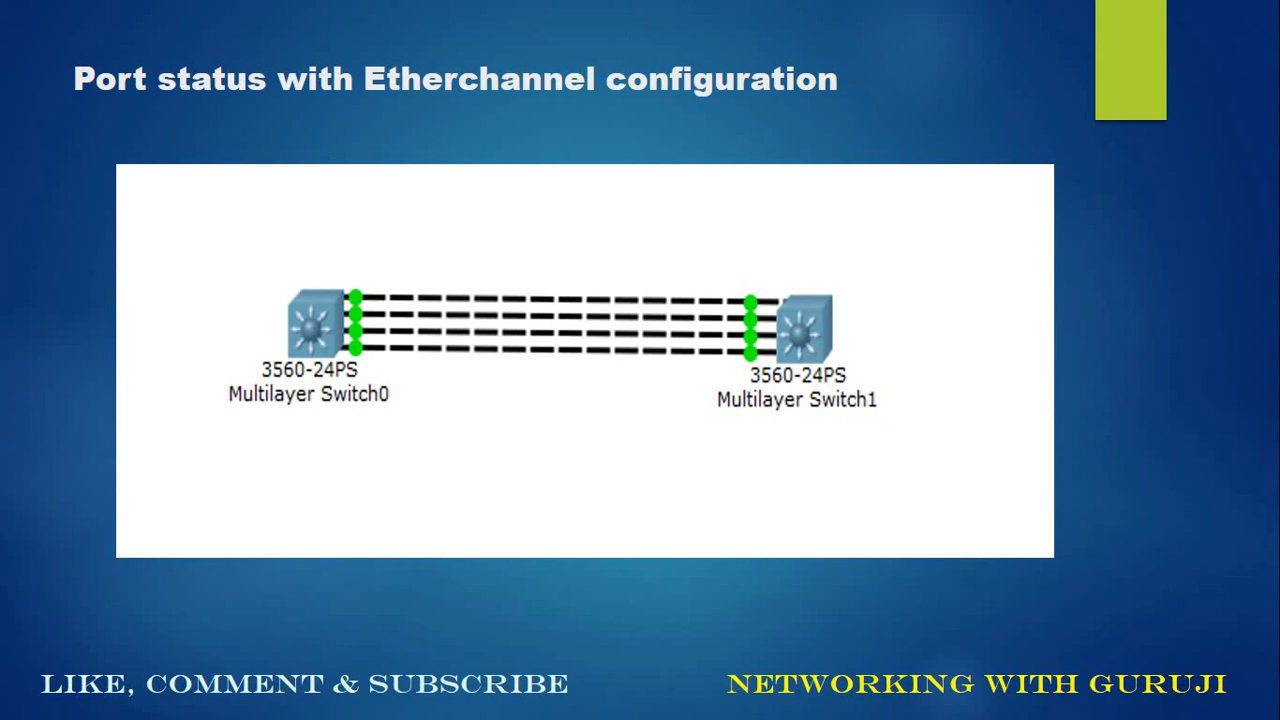 Port status with Etherchannel configuration
3560-24PS
Multilayer Switch0
3560-24PS
Multilayer Switch1
LIKE, COMMENT & SUBSCRIBE
NETWORKING WITH GURUJI